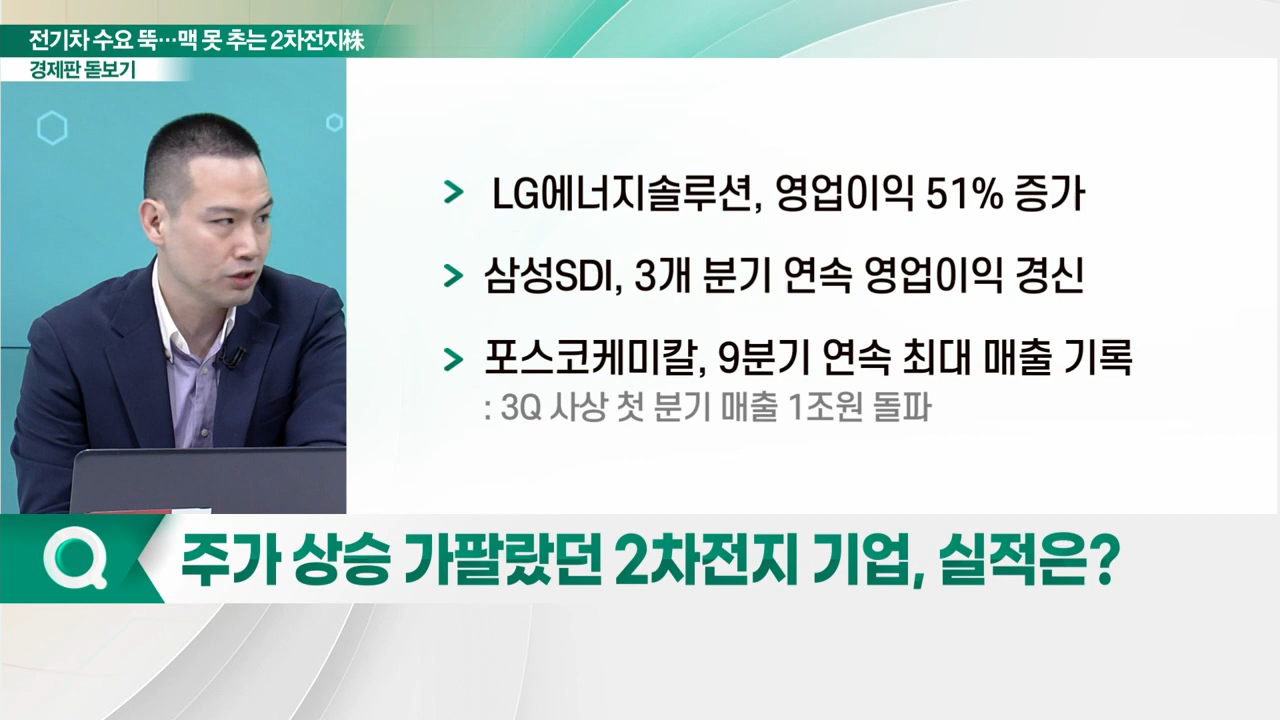 전기차 수요 뚝…맥 못 추는 2차전지株
경제판 돋보기
> LG에너지솔루션, 영업이익 51% 증가
> 삼성SDI, 3개 분기 연속 영업이익 경신
> 포스코케미칼, 9분기 연속 최대 매출 기록
: 3Q 사상 첫 분기 매출 1조원 돌파
Q 주가 상승 가팔랐던 2차전지 기업, 실적은?